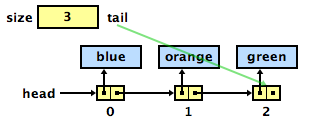 size 3 tail
blue orange green
head
0 1 2